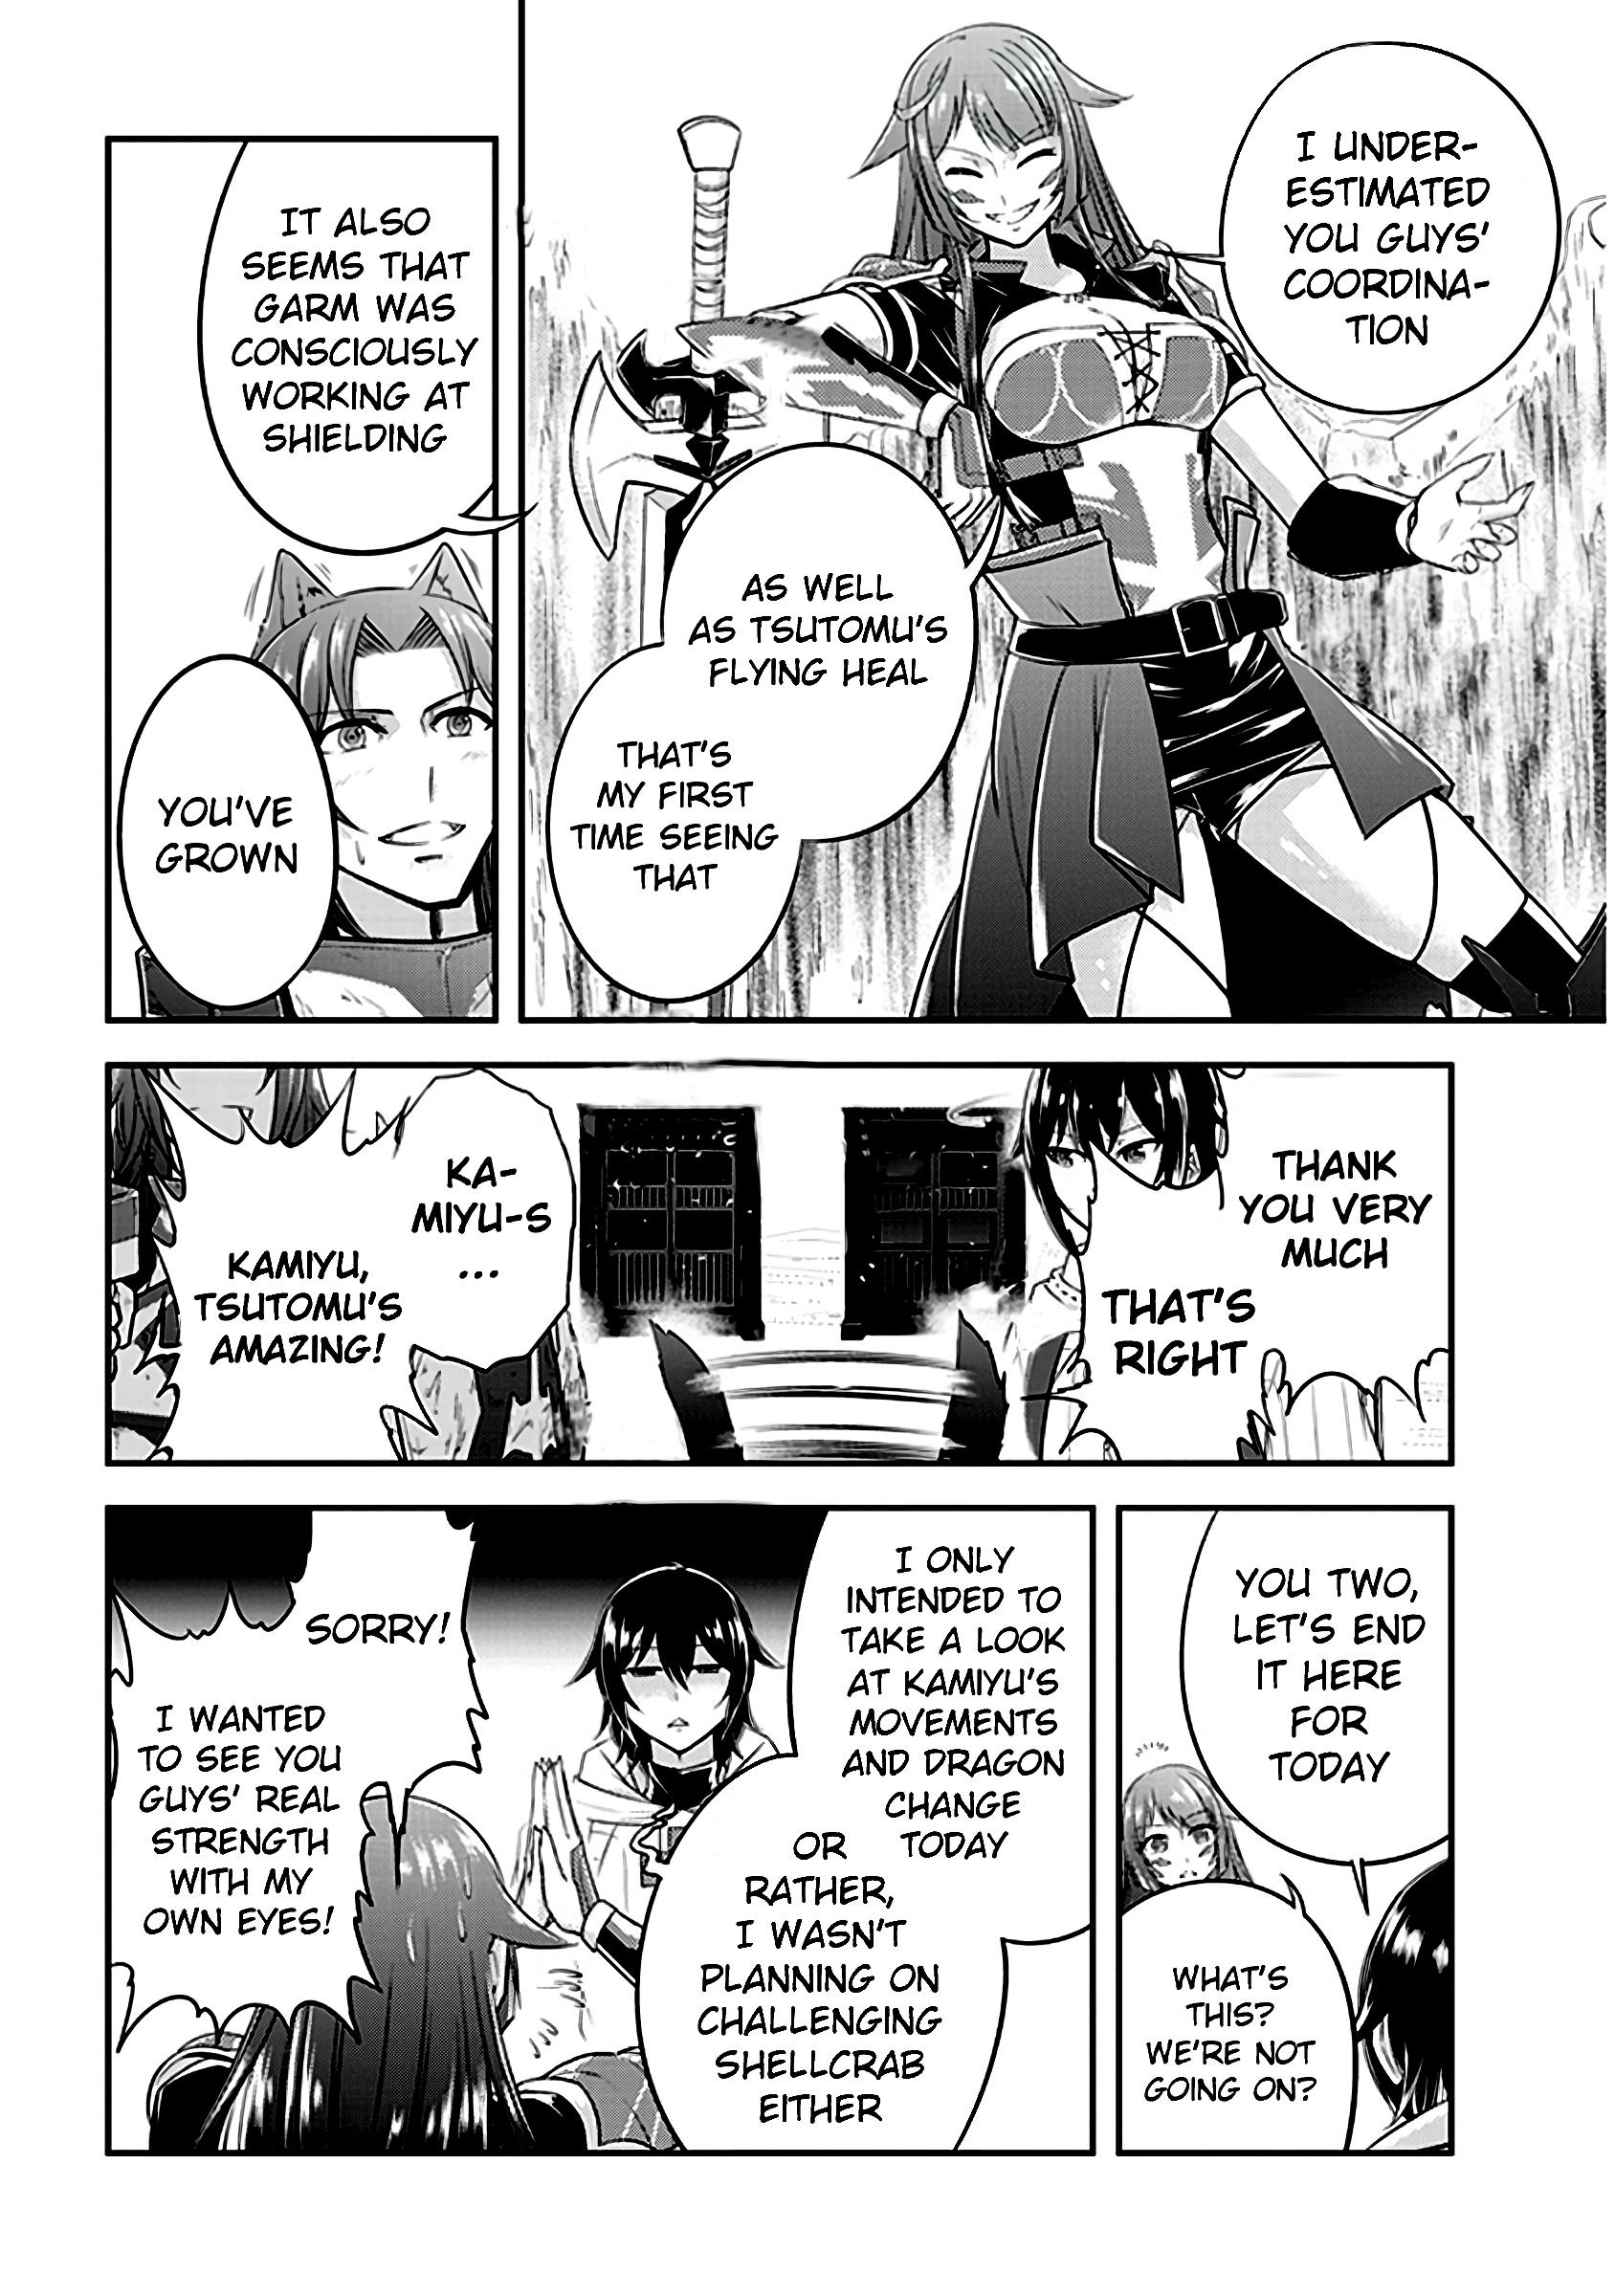 I UNDER-
ESTIMATED
YOU GUYS'
COORDINA-
TION
AS WELL
AS TSUTOMU'S
FLYING HEAL
THAT'S
MY FIRST
TIME SEEING
THAT
IT ALSO
SEEMS THAT
GARM WAS
CONSCIOUSLY
WORKING AT
SHIELDING
YOU'VE
GROWN
THANK
YOU VERY
MUCH
THAT'S
RIGHT
KA-
MIYU-S
...
KAMIYU,
TSUTOMU'S
AMAZING!
YOU TWO,
LET'S END
IT HERE
FOR
TODAY
WHAT'S
THIS?
WE'RE NOT
GOING ON?
I ONLY
INTENDED TO
TAKE A LOOK
AT KAMIYU'S
MOVEMENTS
AND DRAGON
CHANGE
TODAY
OR
RATHER,
I WASN'T
PLANNING ON
CHALLENGING
SHELLCRAB
EITHER
SORRY!
I WANTED
TO SEE YOU
GUYS' REAL
STRENGTH
WITH MY
OWN EYES!